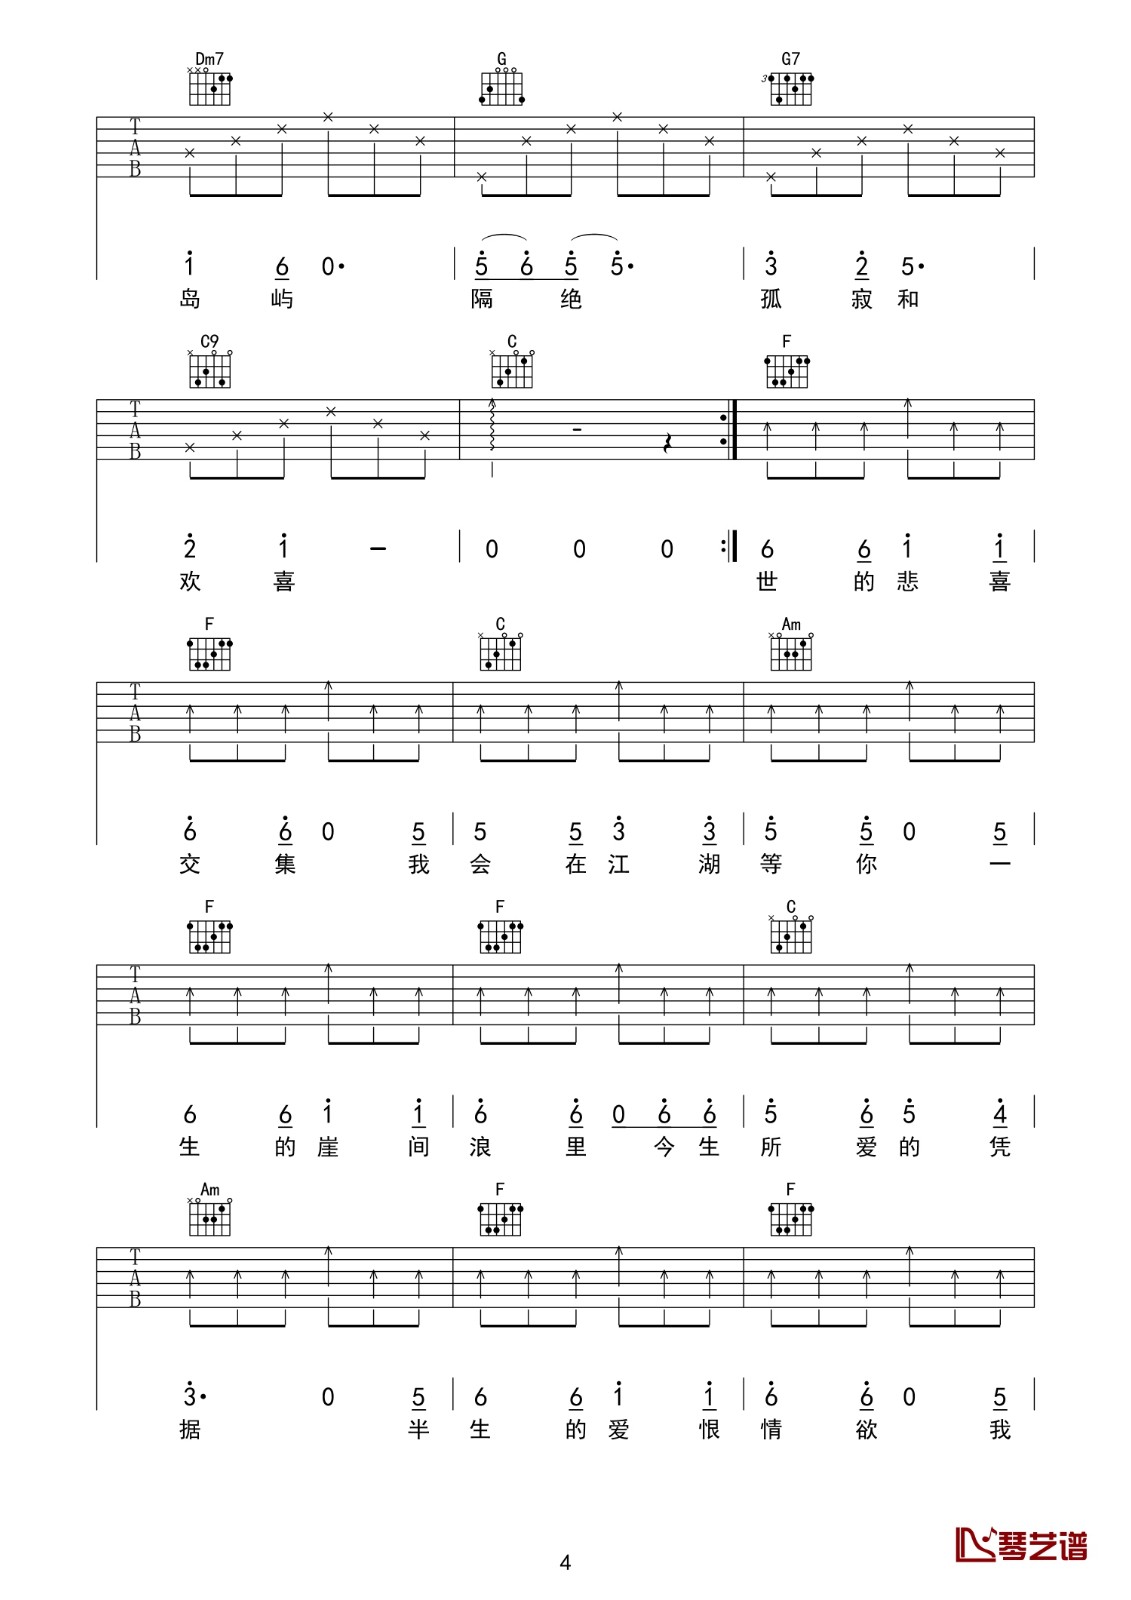 Dm7 G G7
3
T
A
B
1 6 0· 5 6 5 5· 3 2 5·
岛 屿 隔 绝 孤 寂 和
C9 C F
T
A
B
2 1 - 0 0 0 6 6 1 1
欢 喜 世 的 悲 喜
F C Am
T
A
B
6 6 0 5 5 5 3 3 5 5 0 5
交 集 我 会 在 江 湖 等 你 一
F F C
T
A
B
6 6 1 1 6 6 0 6 6 5 6 5 4
生 的 崖 间 浪 里 今 生 所 爱 的 凭
Am F F
T
A
B
3· 0 5 6 6 1 1 6 6 0 5
据 半 生 的 爱 恨 情 欲 我
琴艺谱
4